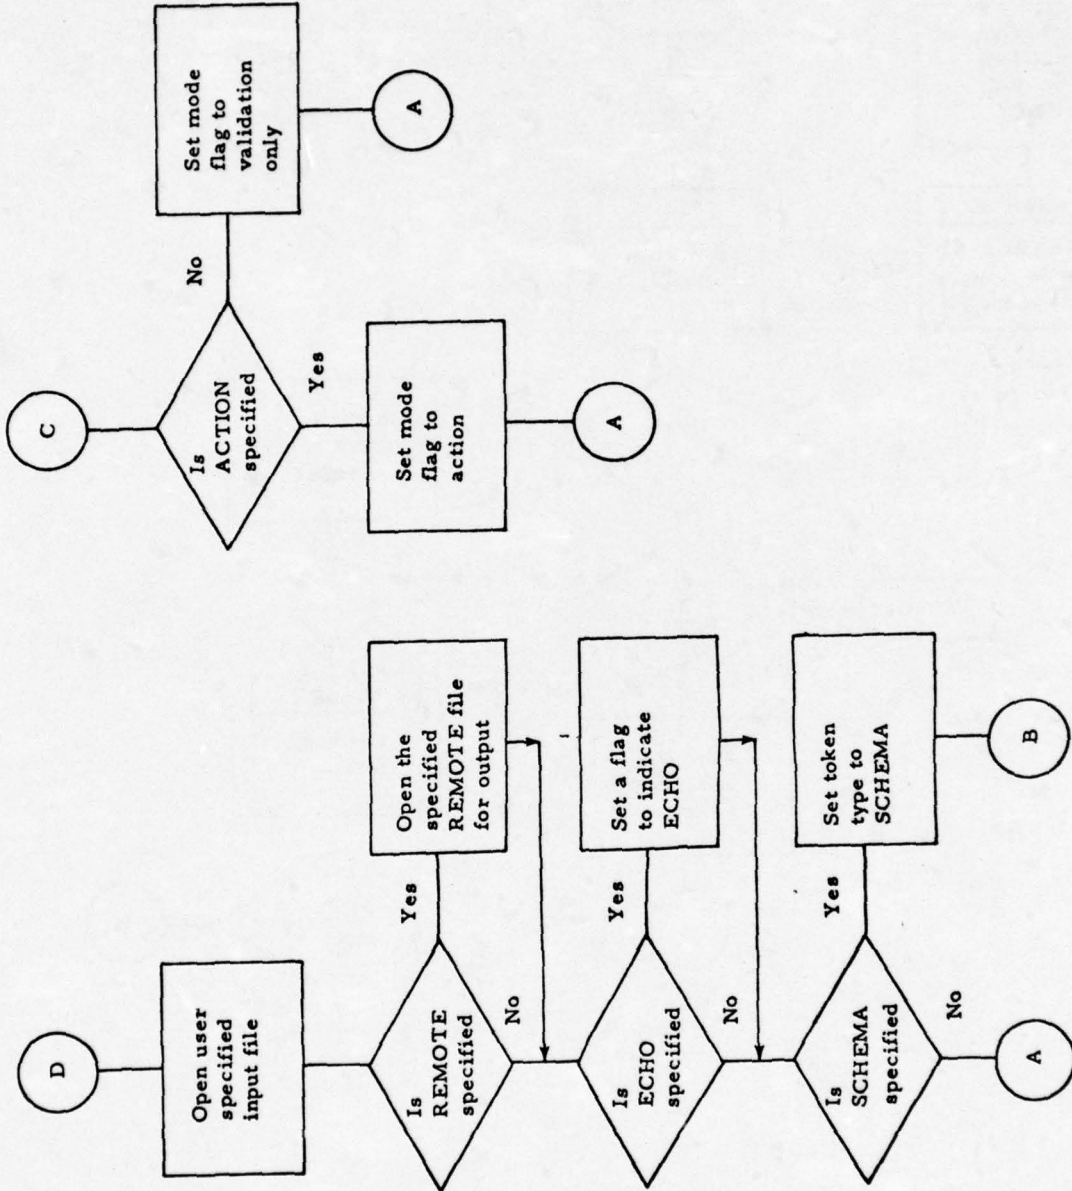 D
Open user
specified
input file
Is
REMOTE
specified
Yes
Open the
specified
REMOTE file
for output
No
Is
ECHO
specified
Yes
Set a flag
to indicate
ECHO
No
Is
SCHEMA
specified
Yes
Set token
type to
SCHEMA
B
No
A
C
Is
ACTION
specified
No
Set mode
flag to
validation
only
A
Yes
Set mode
flag to
action
A